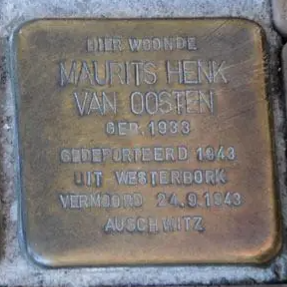 HIER WOONDE
MAURITS HENK
VAN OOSTEN
GEB. 1933
GEDEPORTEERD 1943
UIT WESTERBORK
VERMOORD 24.9.1943
AUSCHWITZ